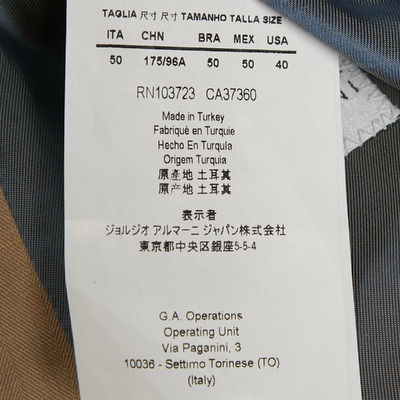 TAGLIA 尺寸 尺寸 TAMANHO TALLA SIZE
ITA CHN BRA MEX USA
50 175/96A 50 50 40
RN103723 CA37360
Made in Turkey
Fabriqué en Turquie
Hecho En Turquía
Origem Turquia
原產地 土耳其
原产地 土耳其
表示者
ジョルジオ アルマーニ ジャパン株式会社
東京都中央区銀座5-5-4
G.A. Operations
Operating Unit
Via Paganini, 3
10036 - Settimo Torinese (TO)
(Italy)